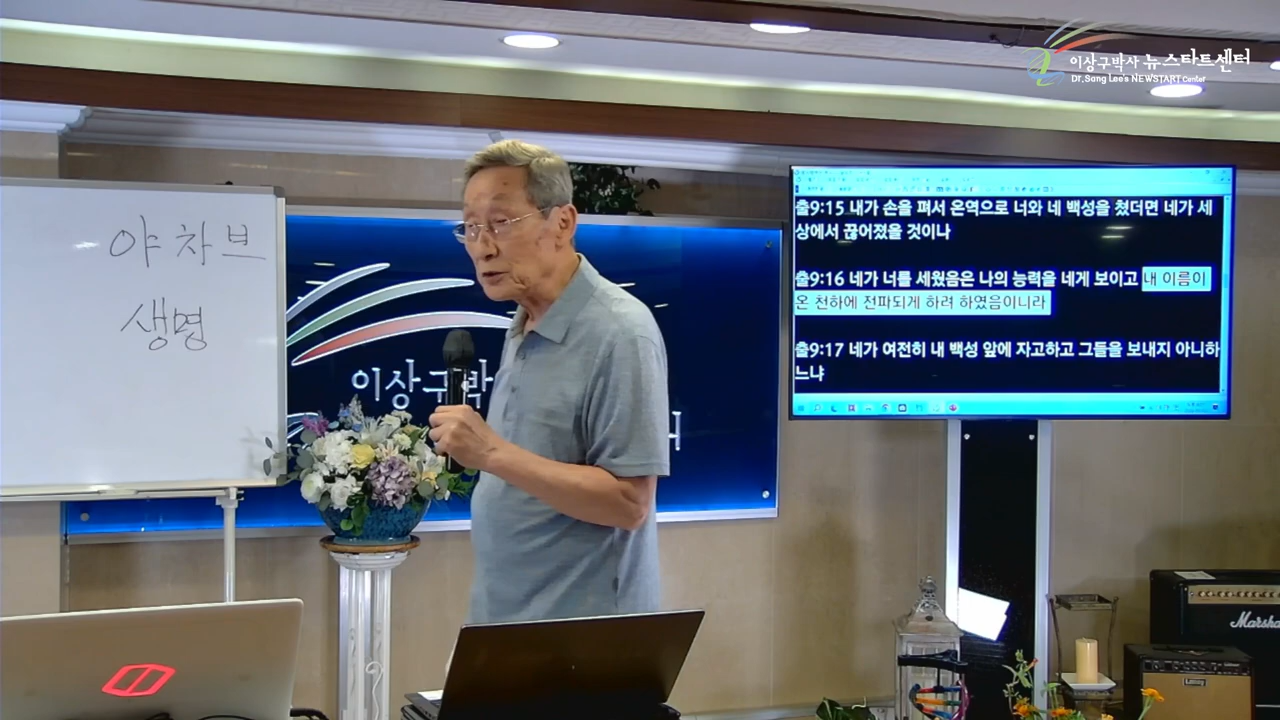 이상구박사 뉴스타트센터
Dr. Sang Lee's NEWSTART Center
야차브
생명
이상구박
출9:15 내가 손을 펴서 온역으로 너와 네 백성을 쳤더면 네가 세
상에서 끊어졌을 것이나
출9:16 네가 너를 세웠음은 나의 능력을 네게 보이고 내 이름이
온 천하에 전파되게 하려 하였음이니라
출9:17 네가 여전히 내 백성 앞에 자고하고 그들을 보내지 아니하
느냐
Marsha
Laney